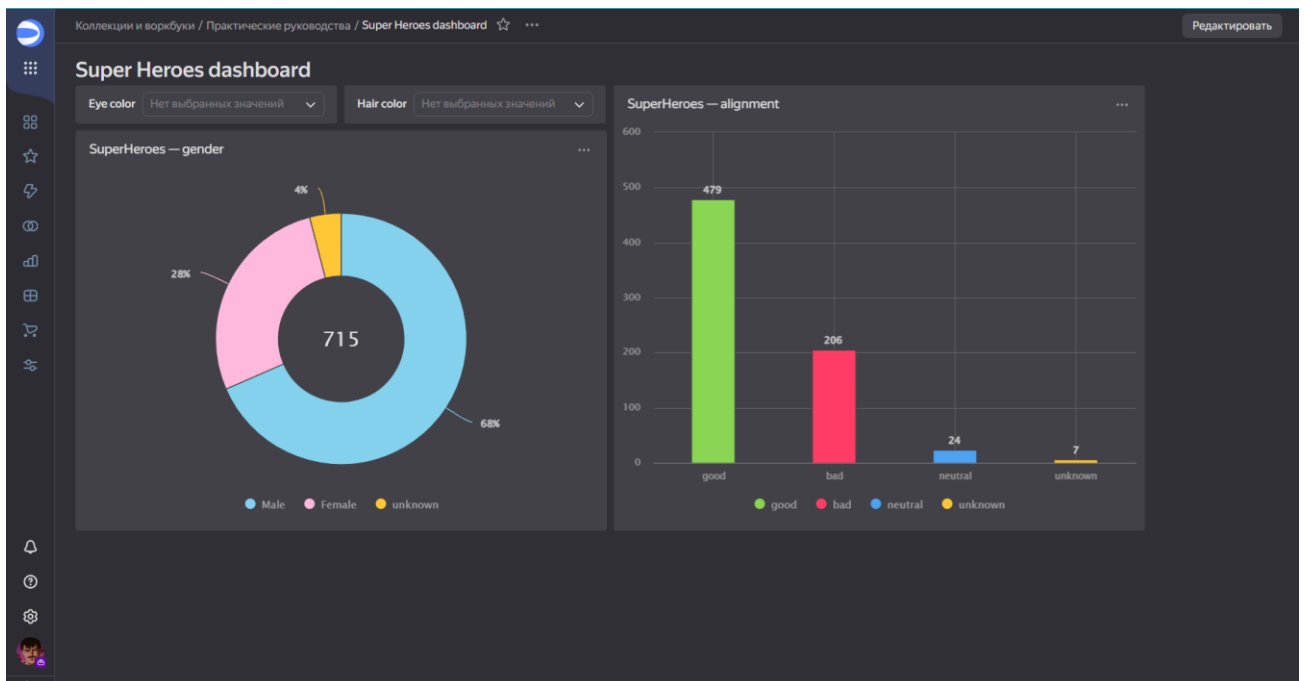 Коллекции и воркбуки / Практические руководства / Super Heroes dashboard
Редактировать
Super Heroes dashboard
Eye color Нет выбранных значений
Hair color Нет выбранных значений
SuperHeroes — gender
4%
28%
715
68%
Male Female unknown
SuperHeroes — alignment
600
500
400
300
200
100
0
479
206
24
7
good bad neutral unknown
good bad neutral unknown